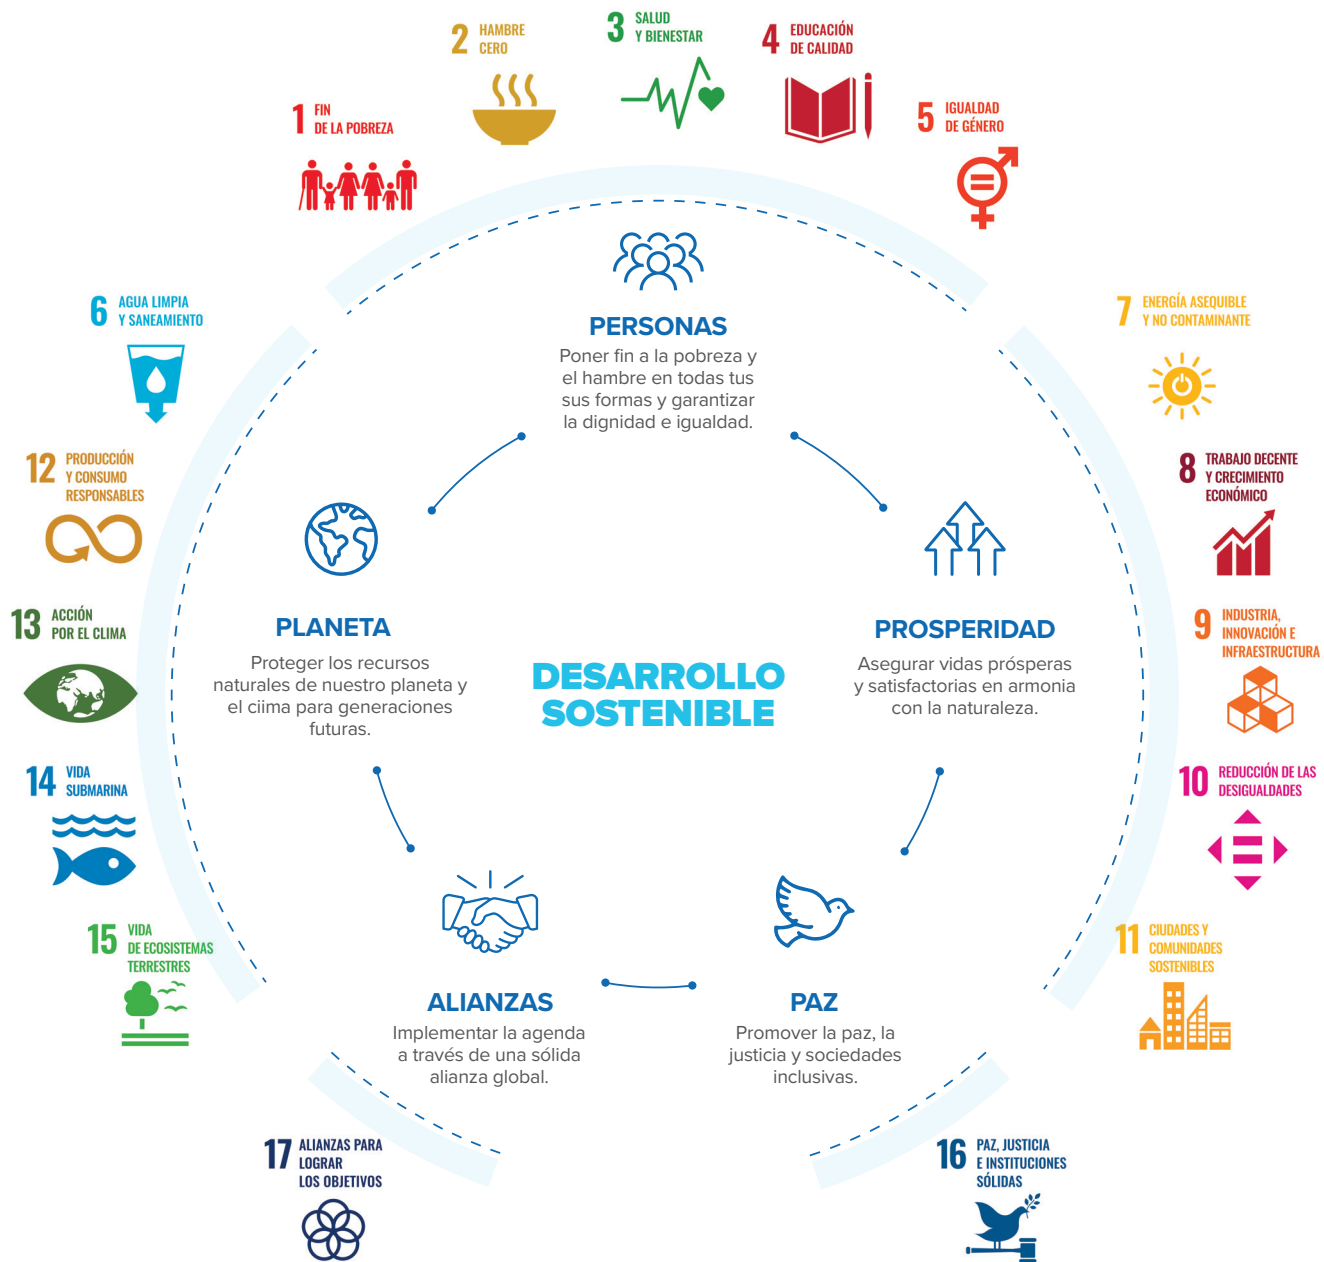 1 FIN
DE LA POBREZA
2 HAMBRE
CERO
3 SALUD
Y BIENESTAR
4 EDUCACIÓN
DE CALIDAD
5 IGUALDAD
DE GÉNERO
6 AGUA LIMPIA
Y SANEAMIENTO
12 PRODUCCIÓN
Y CONSUMO
RESPONSABLES
13 ACCIÓN
POR EL CLIMA
14 VIDA
SUBMARINA
15 VIDA
DE ECOSISTEMAS
TERRESTRES
7 ENERGÍA ASEQUIBLE
Y NO CONTAMINANTE
8 TRABAJO DECENTE
Y CRECIMIENTO
ECONÓMICO
9 INDUSTRIA,
INNOVACIÓN E
INFRAESTRUCTURA
10 REDUCCIÓN DE LAS
DESIGUALDADES
11 CIUDADES Y
COMUNIDADES
SOSTENIBLES
PERSONAS
Poner fin a la pobreza y
el hambre en todas tus
sus formas y garantizar
la dignidad e igualdad.
PLANETA
Proteger los recursos
naturales de nuestro planeta y
el ciima para generaciones
futuras.
DESARROLLO
SOSTENIBLE
PROSPERIDAD
Asegurar vidas prósperas
y satisfactorias en armonia
con la naturaleza.
ALIANZAS
Implementar la agenda
a través de una sólida
alianza global.
PAZ
Promover la paz, la
justicia y sociedades
inclusivas.
17 ALIANZAS PARA
LOGRAR
LOS OBJETIVOS
16 PAZ, JUSTICIA
E INSTITUCIONES
SÓLIDAS